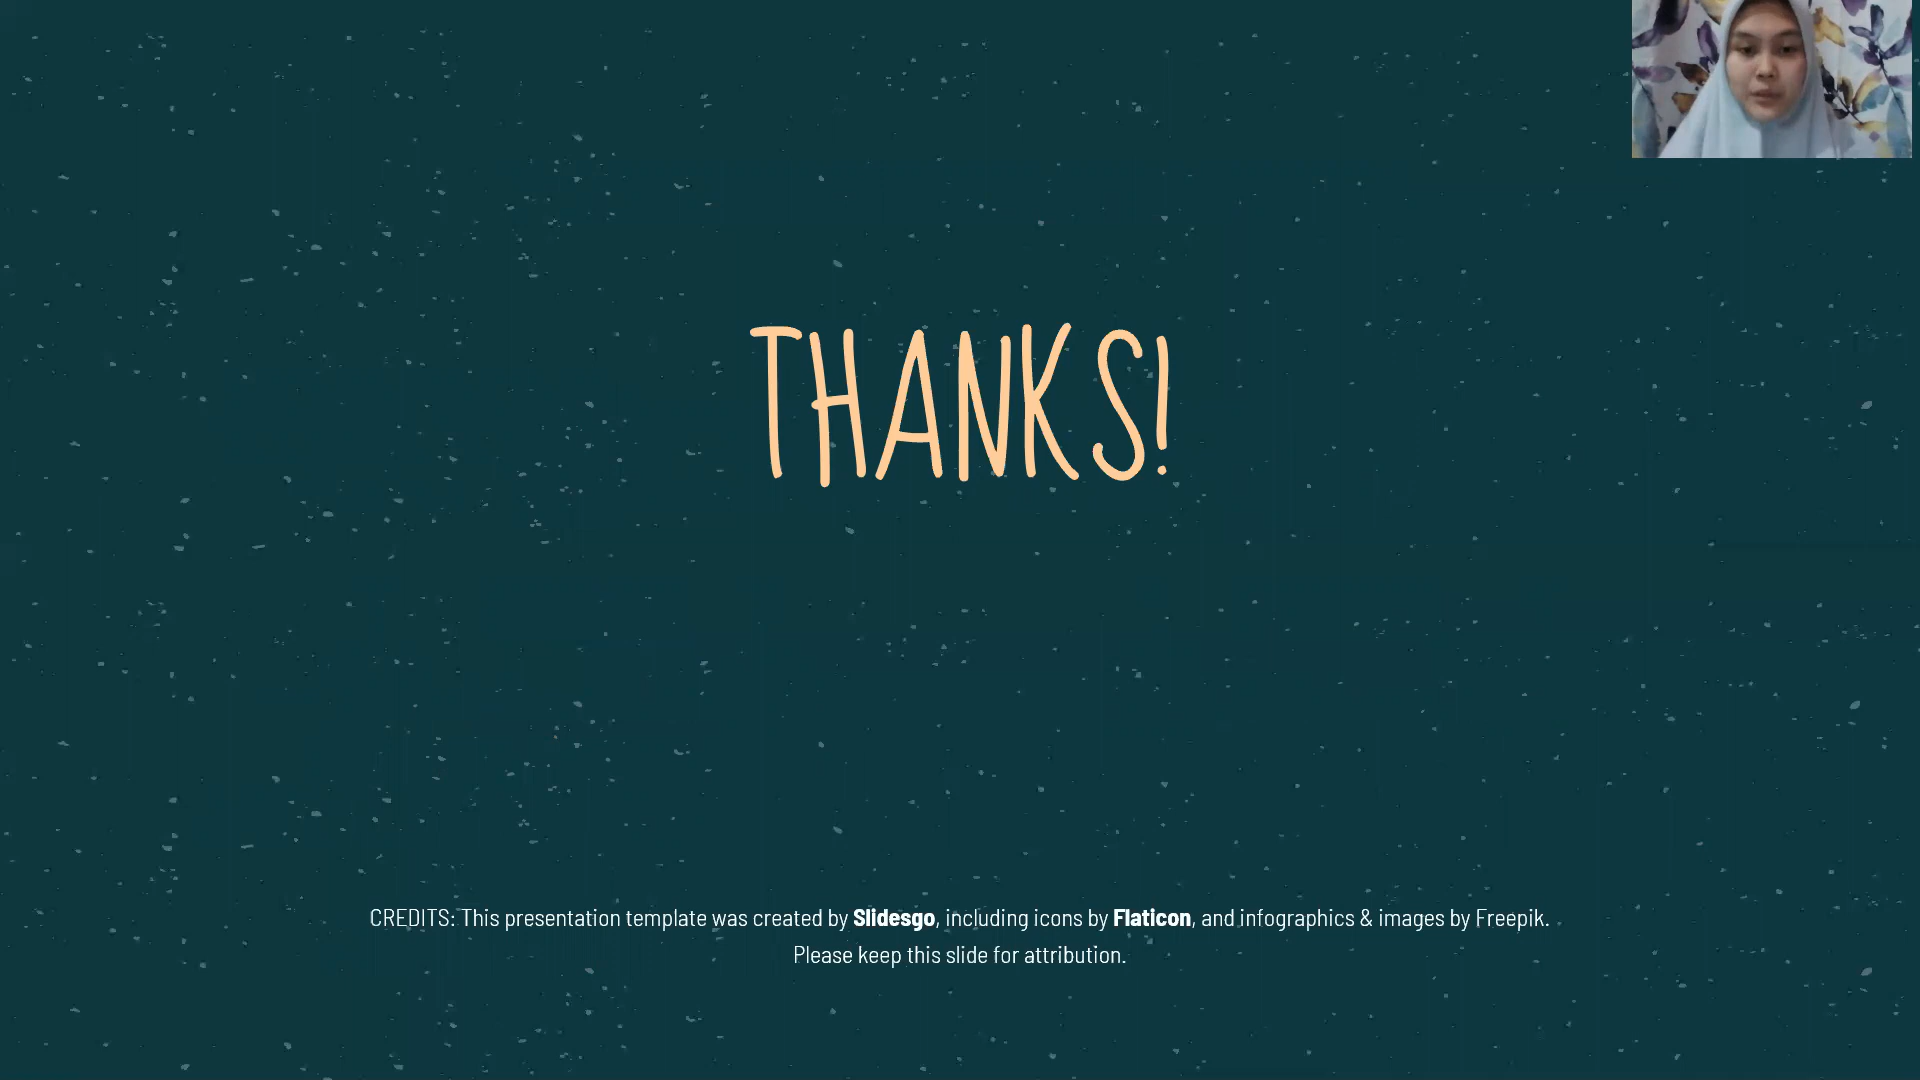 THANKS!
CREDITS: This presentation template was created by Slidesgo, including icons by Flaticon, and infographics & images by Freepik.
Please keep this slide for attribution.